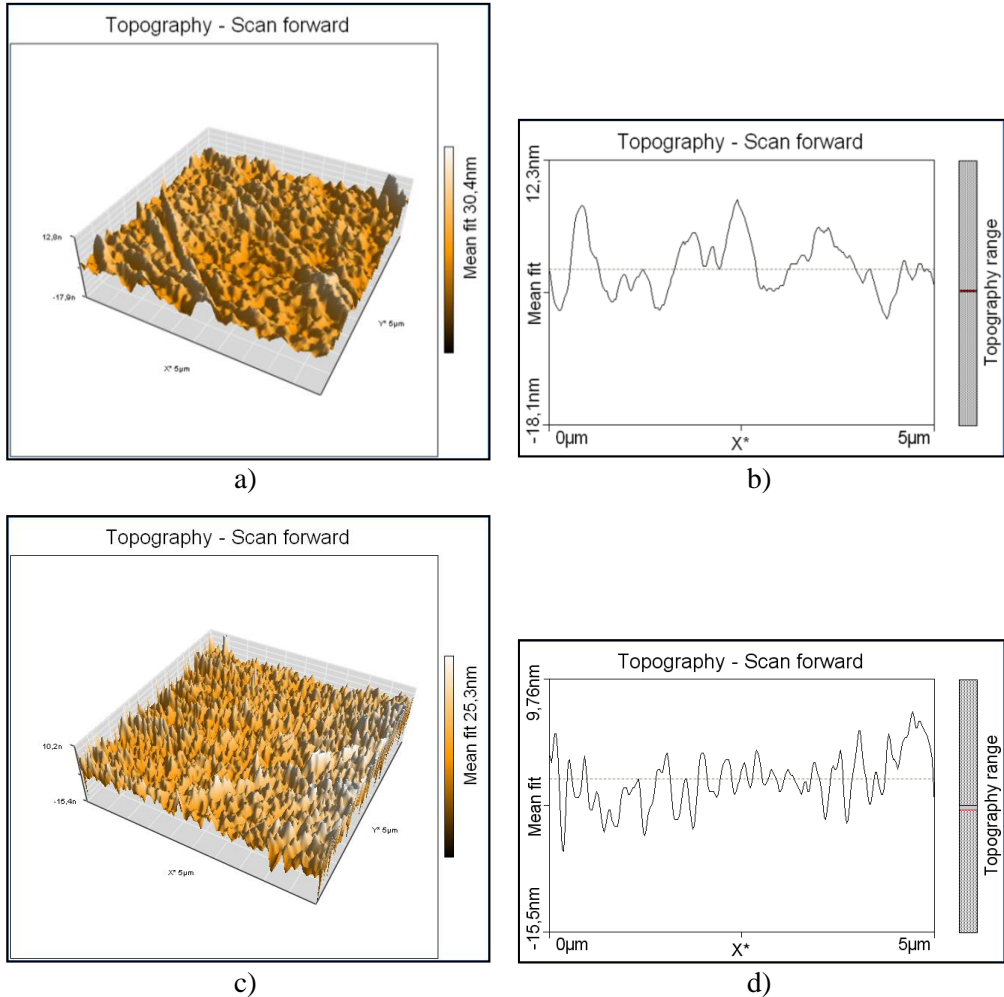 Topography - Scan forward
12,8n
-17,9n
X* 5µm
Y* 5µm
Mean fit 30,4nm
a)
Topography - Scan forward
12,3nm
Mean fit
-18,1nm
0µm
X*
5µm
Topography range
b)
Topography - Scan forward
10,2n
-15,4n
X* 5µm
Y* 5µm
Mean fit 25,3nm
c)
Topography - Scan forward
9,76nm
Mean fit
-15,5nm
0µm
X*
5µm
Topography range
d)